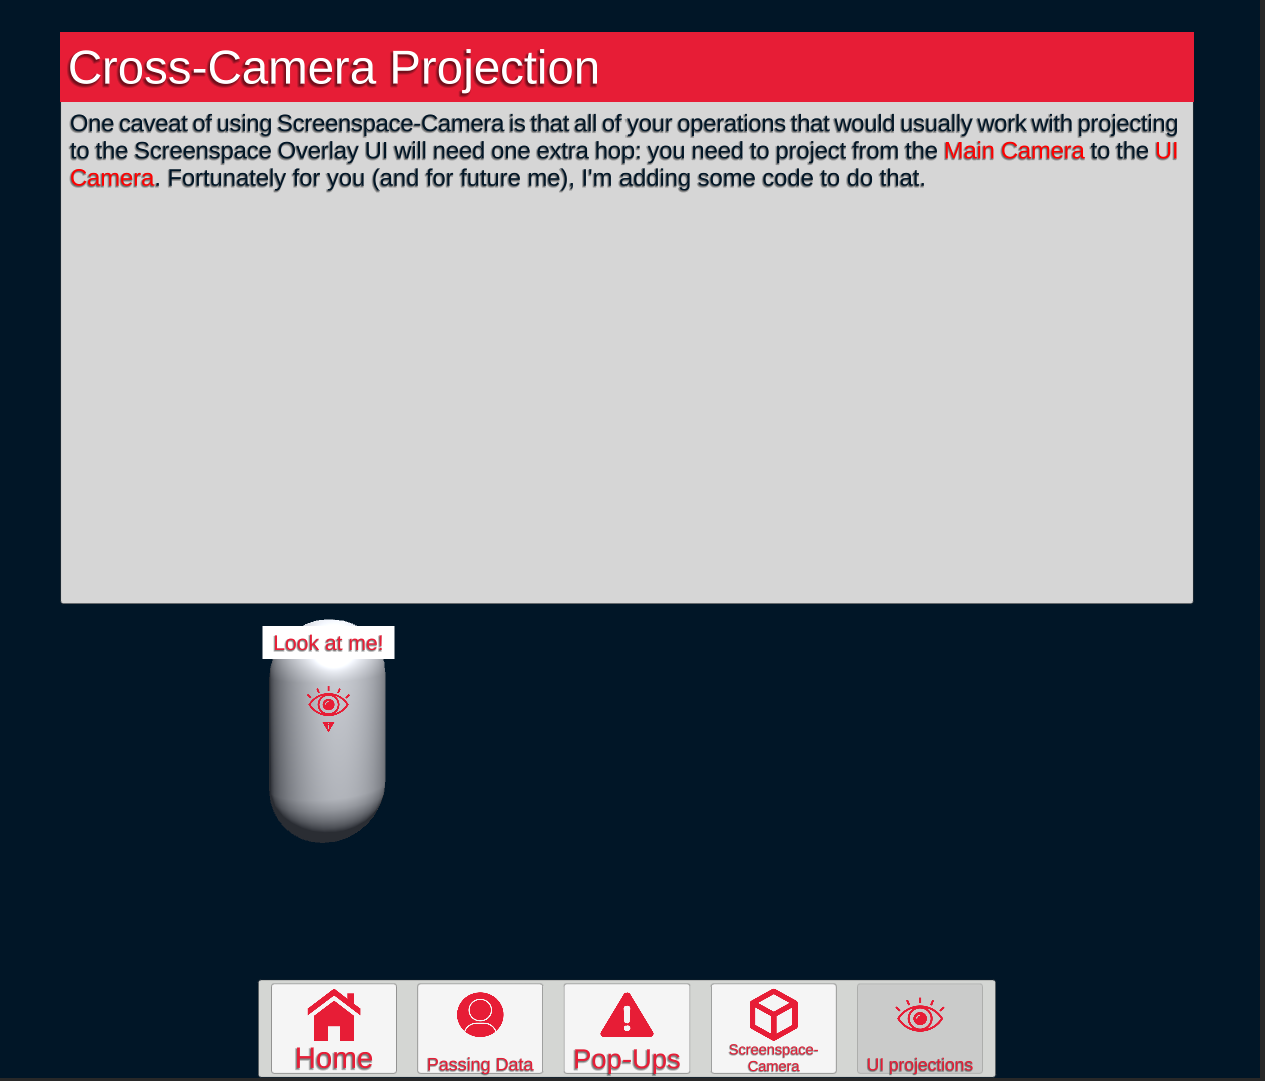 Cross-Camera Projection
One caveat of using Screenspace-Camera is that all of your operations that would usually work with projecting
to the Screenspace Overlay UI will need one extra hop: you need to project from the Main Camera to the UI
Camera. Fortunately for you (and for future me), I'm adding some code to do that.
Look at me!
Home
Passing Data
Pop-Ups
Screenspace-
Camera
UI projections